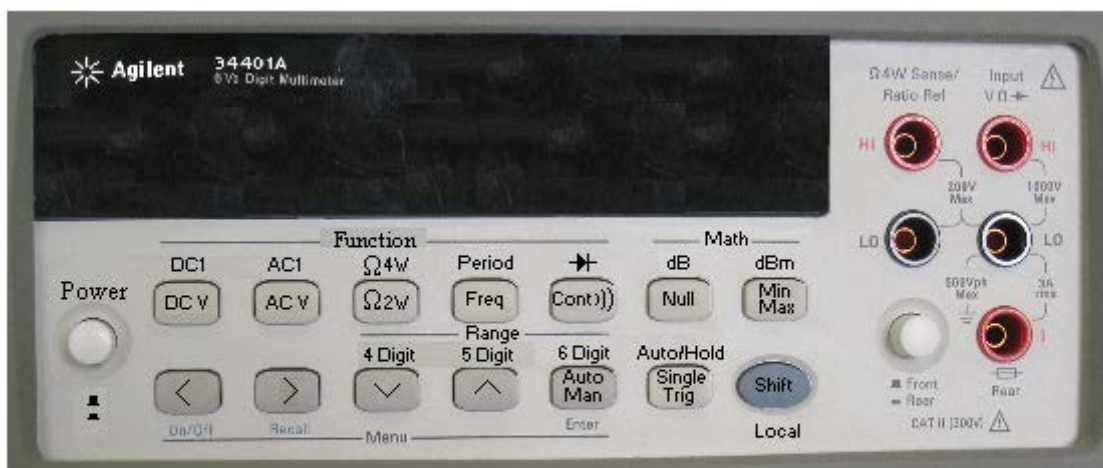 Agilent 34401A
6½ Digit Multimeter
Ω4W Sense/ Ratio Ref
Input VΩ
HI HI
200V Max 1000V Max
LO LO
500Vpk Max 3A rms
I
Front
Rear
Rear
CAT II (300V)
Function Math
DC1 AC1 Ω4W Period dB dBm
Power
DC V AC V Ω2W Freq Cont))) Null Min Max
Range
4 Digit 5 Digit 6 Digit Auto/Hold
< > ∨ ∧ Auto Man Single Trig Shift
On/Off Recall Menu Enter Local